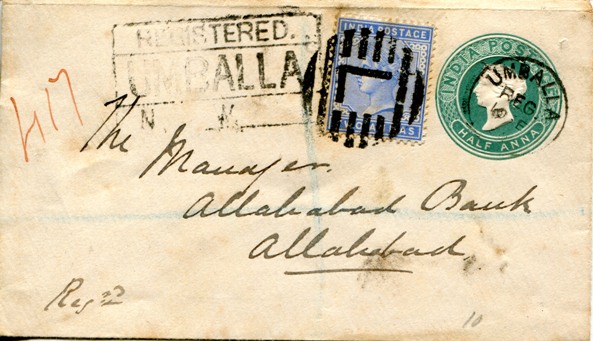 REGISTERED.
UMBALLA
N. W.
417
INDIA POSTAGE
L
INDIA POSTAGE
HALF ANNA
UMBALLA
REG
The
Manager.
Allahabad Bank
Allahabad
Regd
10